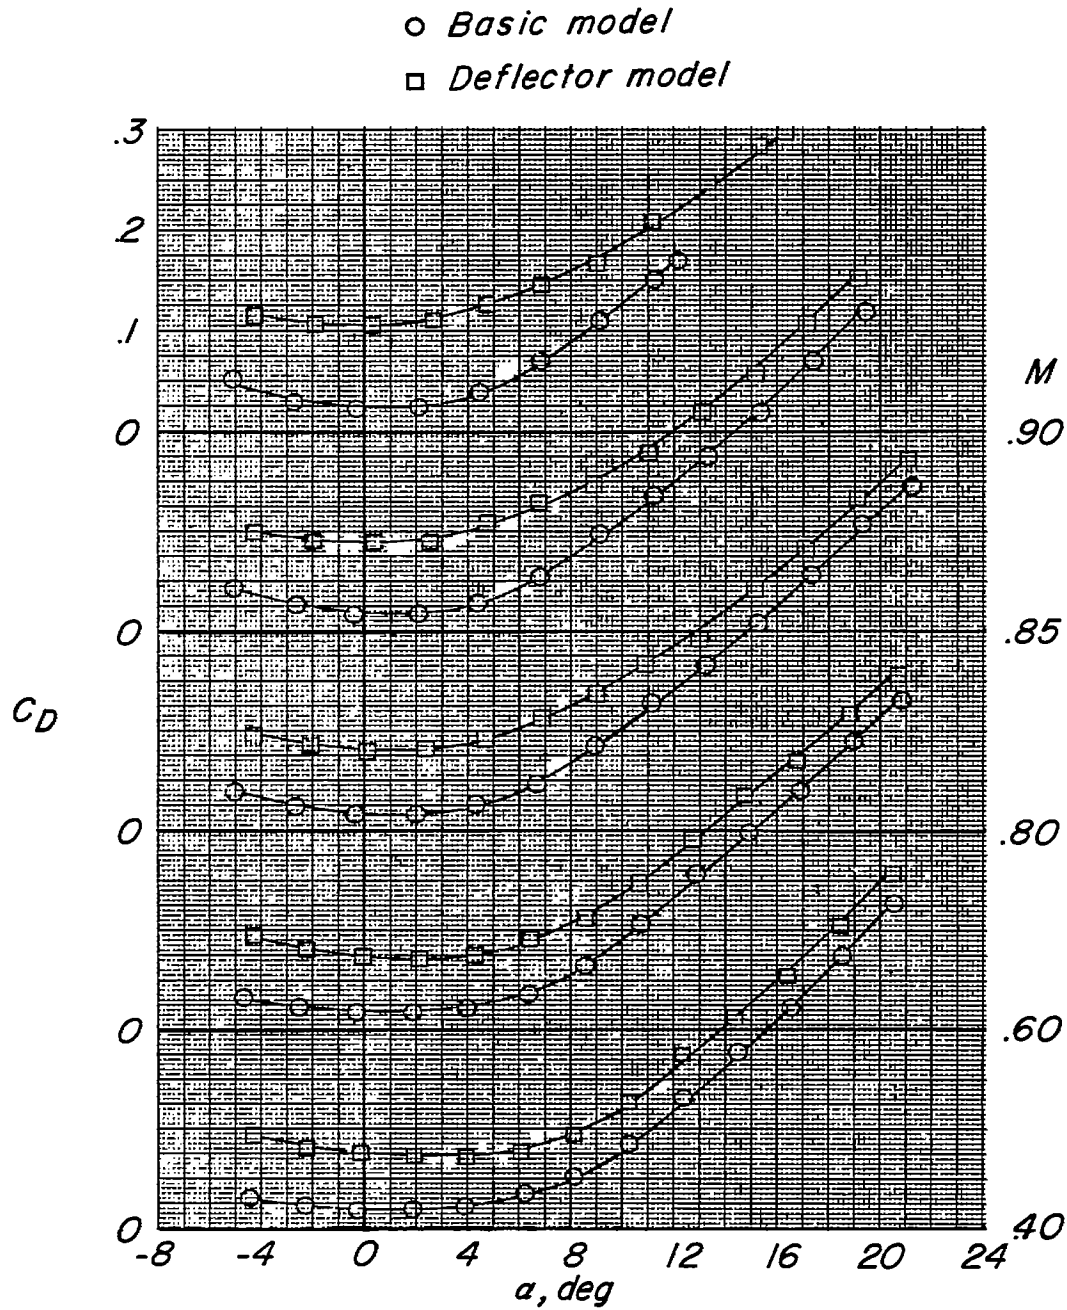 Basic model
Deflector model
.3
.2
.1
M
0 .90
0 .85
C_D
0 .80
0 .60
0 .40
-8 -4 0 4 8 12 16 20 24
α, deg